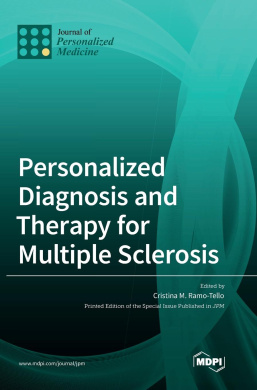 Journal of
Personalized
Medicine
Personalized
Diagnosis and
Therapy for
Multiple Sclerosis
Edited by
Cristina M. Ramo-Tello
Printed Edition of the Special Issue Published in JPM
www.mdpi.com/journal/jpm
MDPI